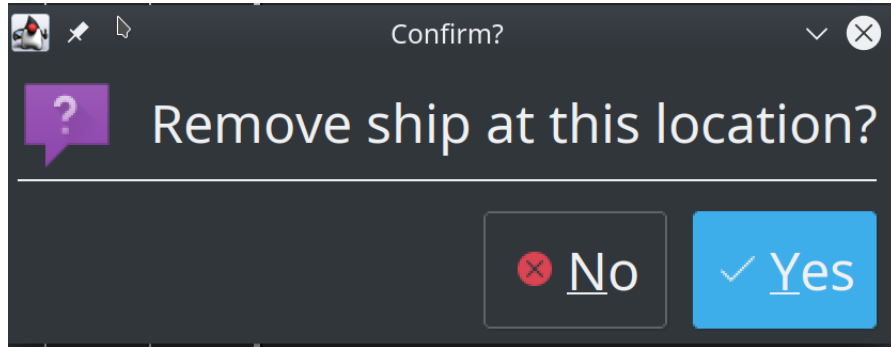 Confirm?
?
Remove ship at this location?
No
Yes